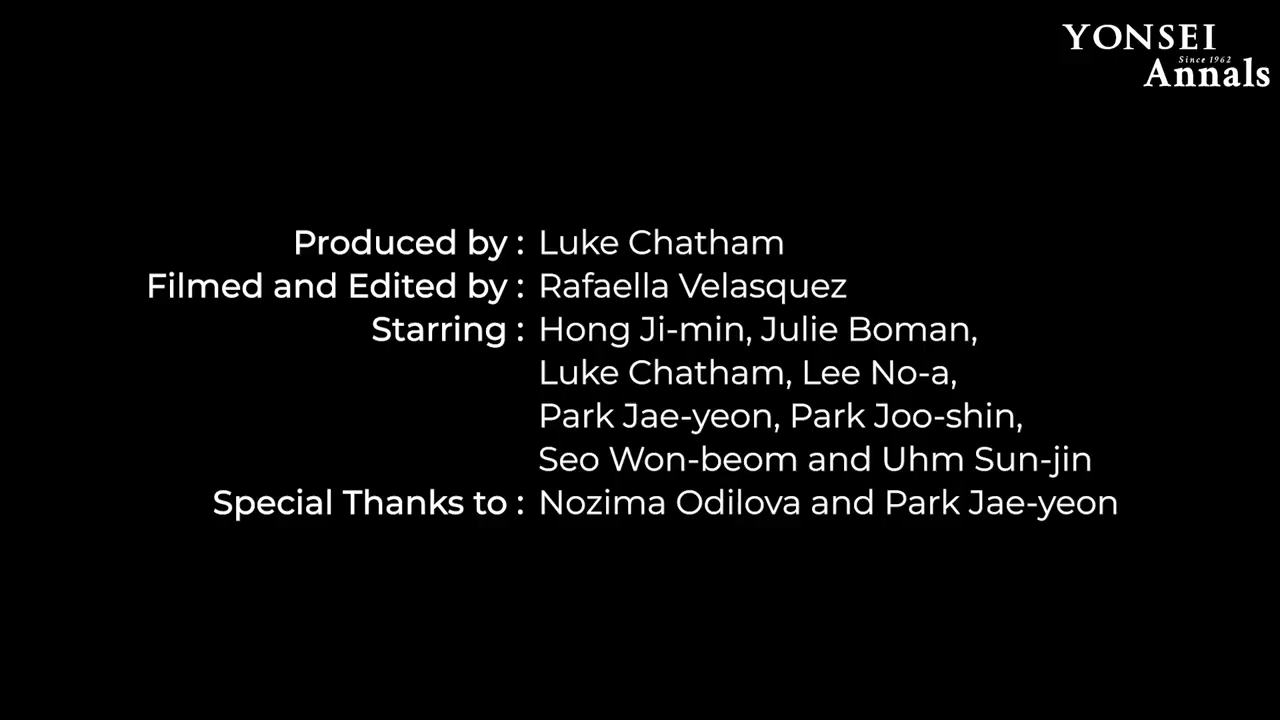 YONSEI
Since 1962
Annals
Produced by : Luke Chatham
Filmed and Edited by : Rafaella Velasquez
Starring : Hong Ji-min, Julie Boman,
Luke Chatham, Lee No-a,
Park Jae-yeon, Park Joo-shin,
Seo Won-beom and Uhm Sun-jin
Special Thanks to : Nozima Odilova and Park Jae-yeon